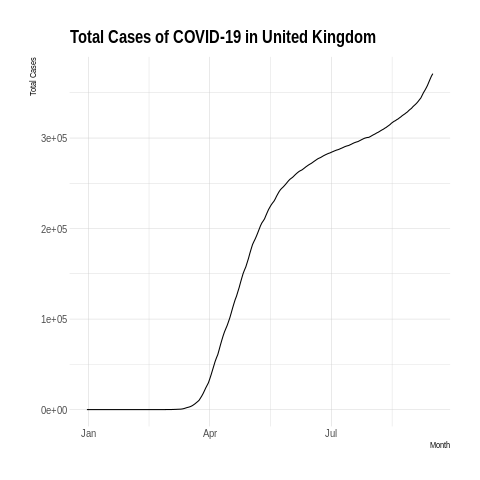 Total Cases of COVID-19 in United Kingdom
Total Cases
3e+05
2e+05
1e+05
0e+00
Jan Apr Jul
Month